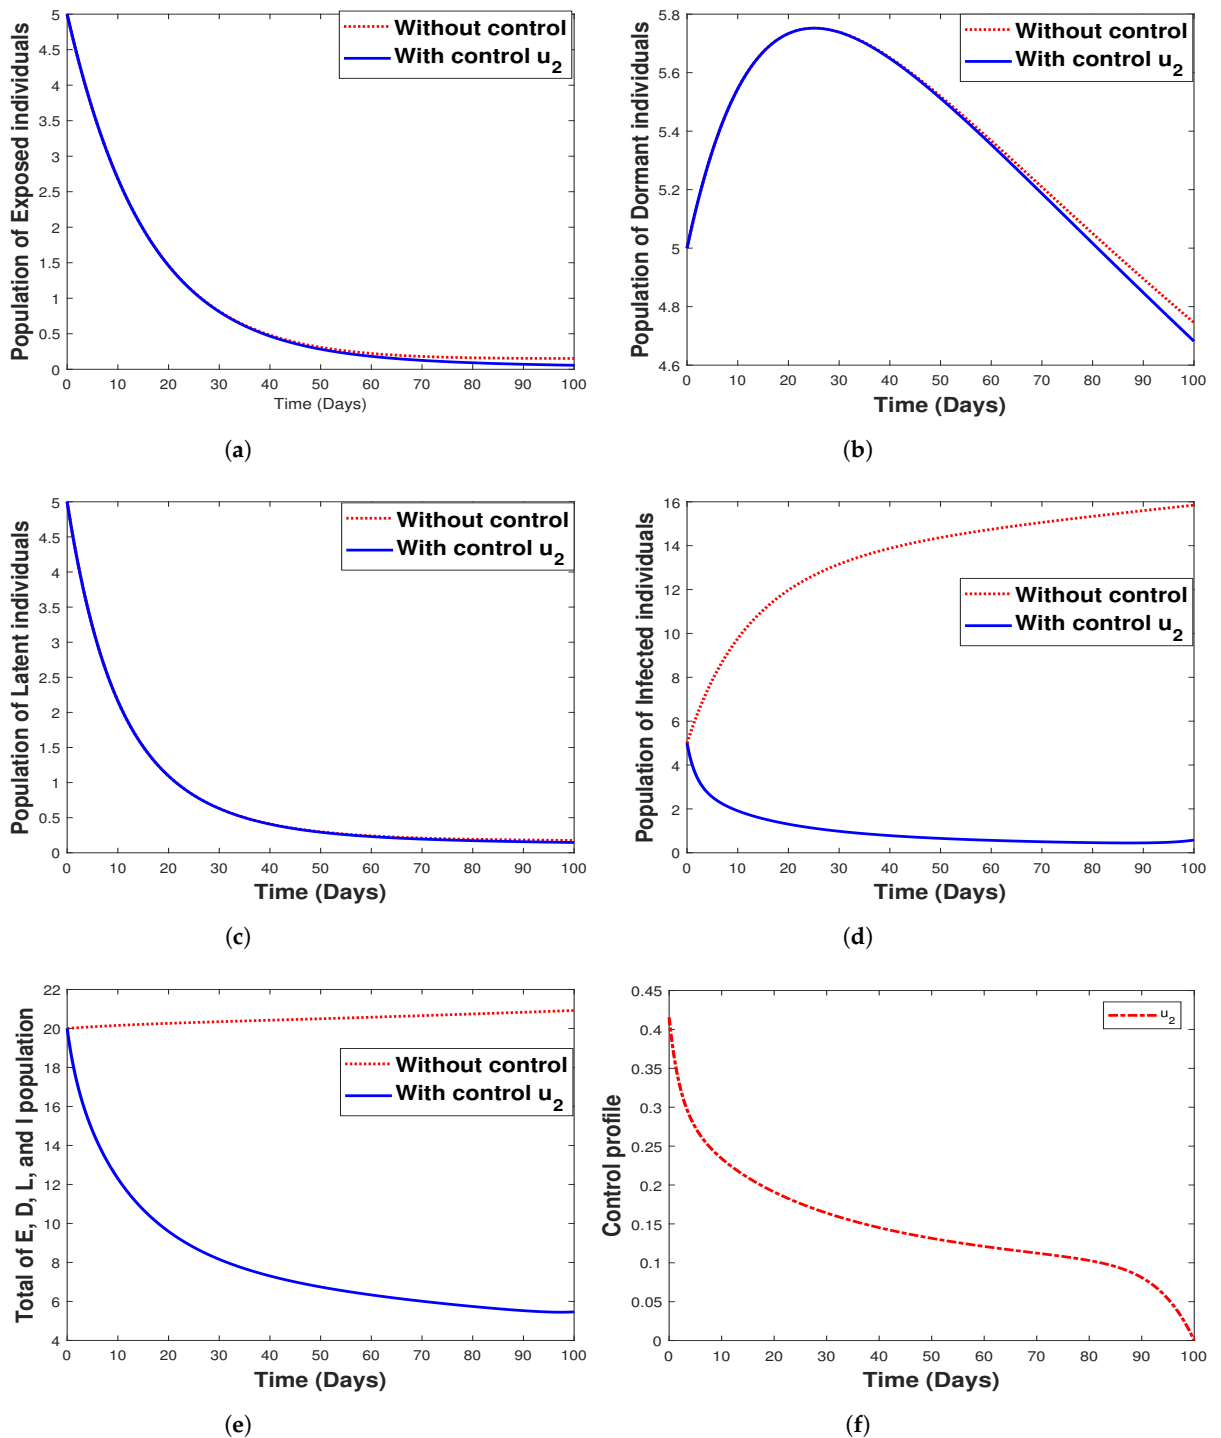 Population of Exposed individuals
5
4.5
4
3.5
3
2.5
2
1.5
1
0.5
0
0 10 20 30 40 50 60 70 80 90 100
Time (Days)
Without control
With control u2
(a)
Population of Dormant individuals
5.8
5.6
5.4
5.2
5
4.8
4.6
0 10 20 30 40 50 60 70 80 90 100
Time (Days)
Without control
With control u2
(b)
Population of Latent individuals
5
4.5
4
3.5
3
2.5
2
1.5
1
0.5
0
0 10 20 30 40 50 60 70 80 90 100
Time (Days)
Without control
With control u2
(c)
Population of Infected individuals
16
14
12
10
8
6
4
2
0
0 10 20 30 40 50 60 70 80 90 100
Time (Days)
Without control
With control u2
(d)
Total of E, D, L, and I population
22
20
18
16
14
12
10
8
6
4
0 10 20 30 40 50 60 70 80 90 100
Time (Days)
Without control
With control u2
(e)
Control profile
0.45
0.4
0.35
0.3
0.25
0.2
0.15
0.1
0.05
0
0 10 20 30 40 50 60 70 80 90 100
Time (Days)
u2
(f)